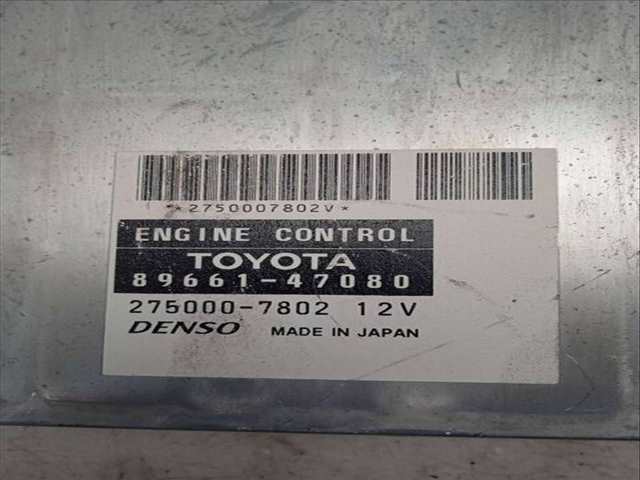 *2750007802V*
ENGINE CONTROL
TOYOTA
89661-47080
275000-7802 12V
DENSO MADE IN JAPAN